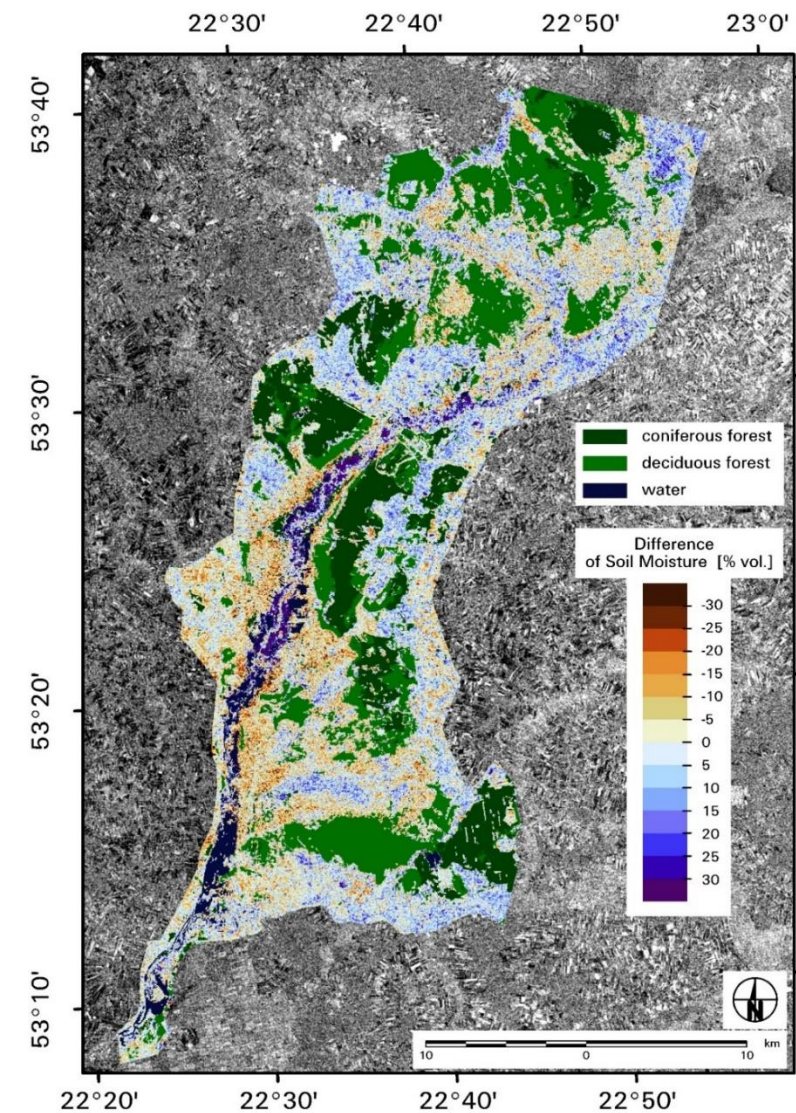 22°30' 22°40' 22°50' 23°0'
53°40'
53°30'
53°20'
53°10'
coniferous forest
deciduous forest
water
Difference
of Soil Moisture [% vol.]
-30
-25
-20
-15
-10
-5
0
5
10
15
20
25
30
N
10 0 10 km
22°20' 22°30' 22°40' 22°50'